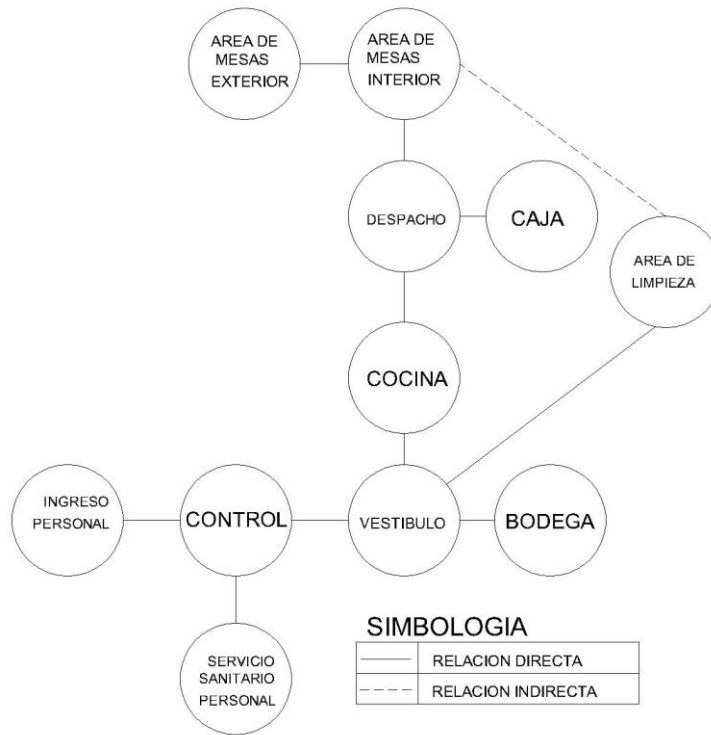 AREA DE
MESAS
EXTERIOR
AREA DE
MESAS
INTERIOR
DESPACHO
CAJA
AREA DE
LIMPIEZA
COCINA
INGRESO
PERSONAL
CONTROL
VESTIBULO
BODEGA
SERVICIO
SANITARIO
PERSONAL
SIMBOLOGIA
RELACION DIRECTA
RELACION INDIRECTA